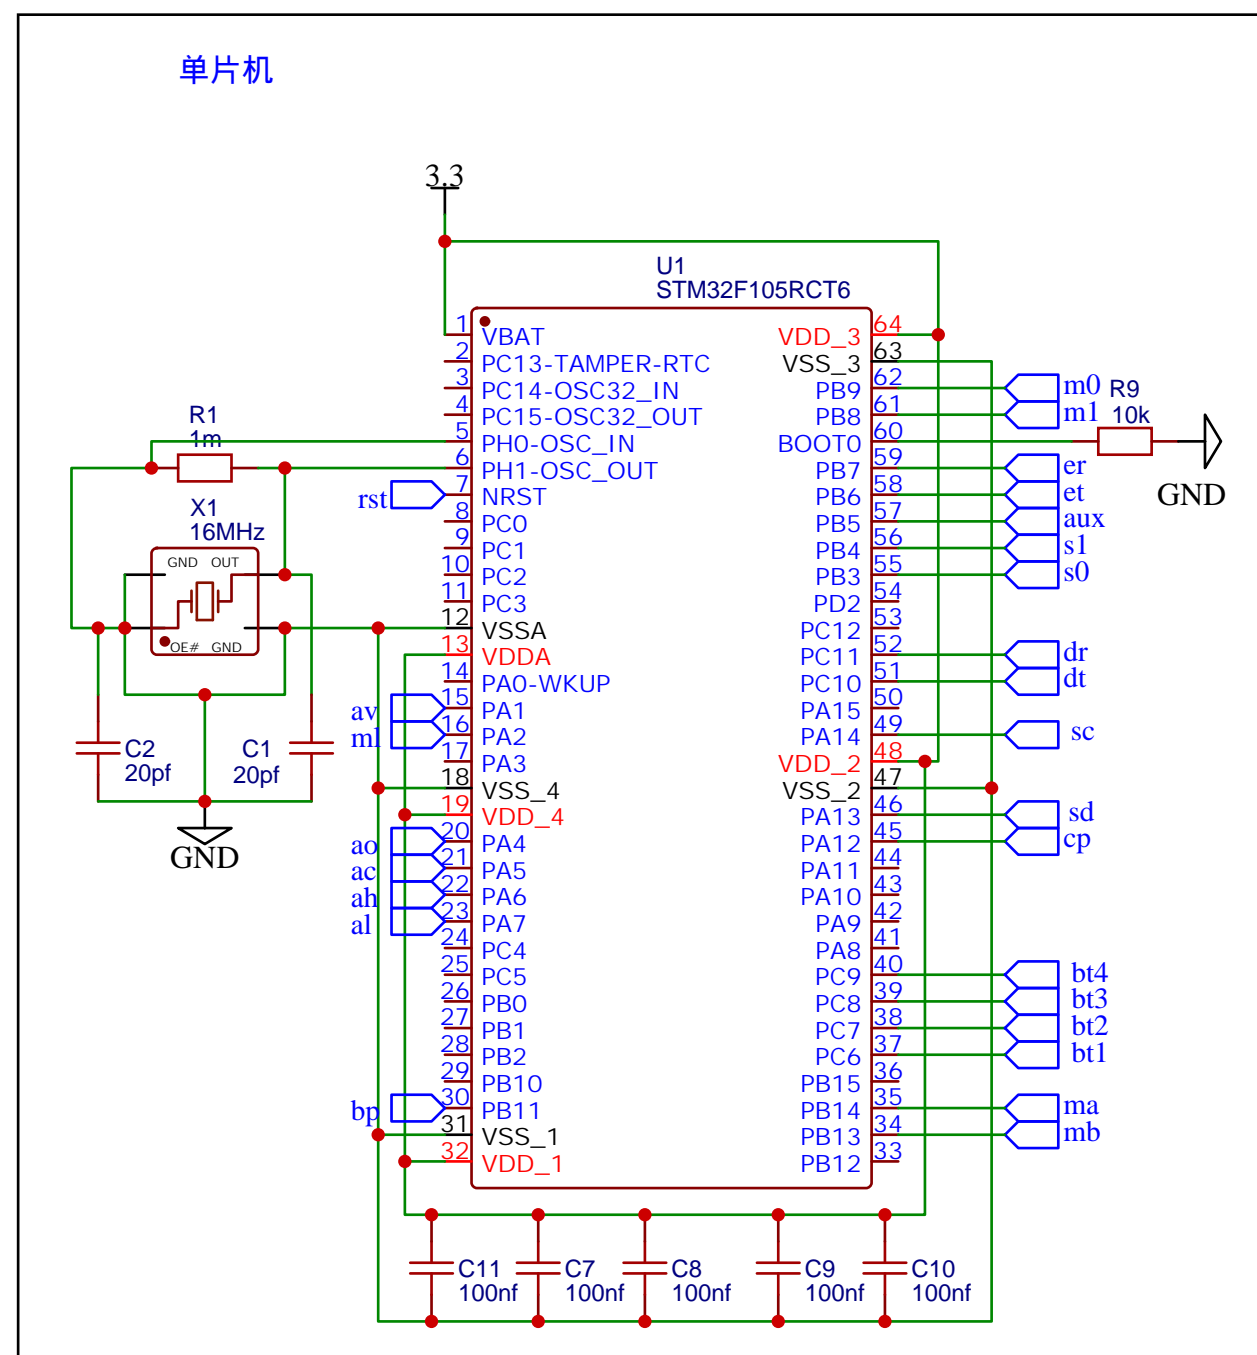 单片机
3.3
U1
STM32F105RCT6
1 VBAT
2 PC13-TAMPER-RTC
3 PC14-OSC32_IN
4 PC15-OSC32_OUT
5 PH0-OSC_IN
6 PH1-OSC_OUT
rst 7 NRST
8 PC0
9 PC1
10 PC2
11 PC3
12 VSSA
13 VDDA
14 PA0-WKUP
av 15 PA1
ml 16 PA2
17 PA3
18 VSS_4
19 VDD_4
ao 20 PA4
ac 21 PA5
ah 22 PA6
al 23 PA7
24 PC4
25 PC5
26 PB0
27 PB1
28 PB2
29 PB10
bp 30 PB11
31 VSS_1
32 VDD_1
VDD_3 64
VSS_3 63
PB9 62 m0
PB8 61 m1
BOOT0 60
PB7 59 er
PB6 58 et
PB5 57 aux
PB4 56 s1
PB3 55 s0
PD2 54
PC12 53
PC11 52 dr
PC10 51 dt
PA15 50
PA14 49 sc
VDD_2 48
VSS_2 47
PA13 46 sd
PA12 45 cp
PA11 44
PA10 43
PA9 42
PA8 41
PC9 40 bt4
PC8 39 bt3
PC7 38 bt2
PC6 37 bt1
PB15 36
PB14 35 ma
PB13 34 mb
PB12 33
R9
10k
GND
R1
1m
X1
16MHz
GND OUT
OE# GND
C2
20pf
C1
20pf
GND
C11
100nf
C7
100nf
C8
100nf
C9
100nf
C10
100nf